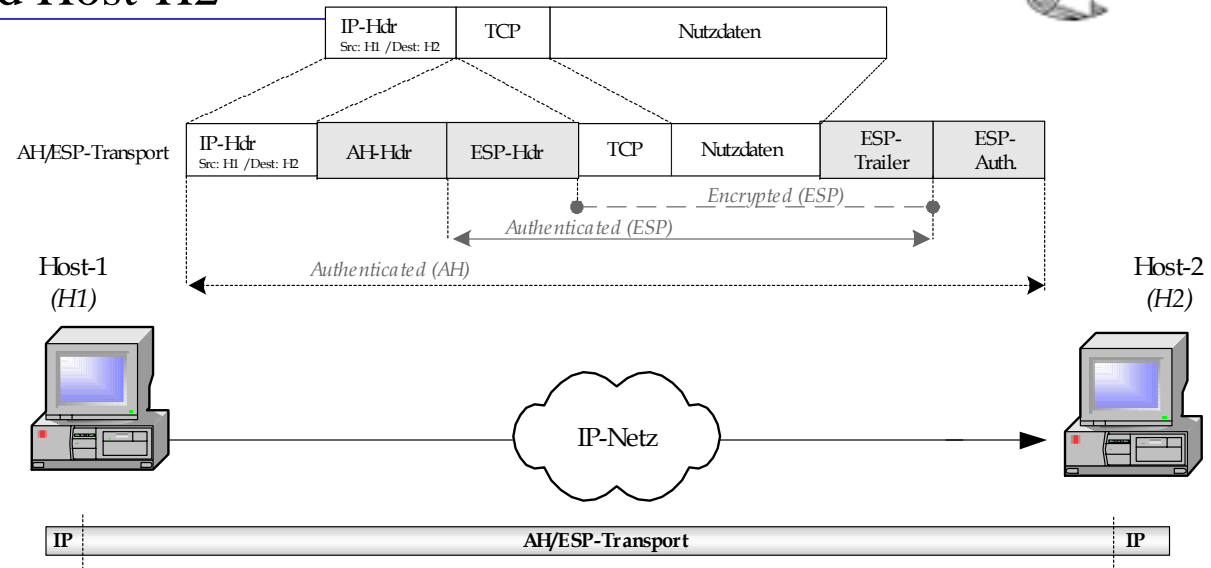 d Host-H2
IP-Hdr
Src: H1 /Dest: H2
TCP
Nutzdaten
AH/ESP-Transport
IP-Hdr
Src: H1 /Dest: H2
AH-Hdr
ESP-Hdr
TCP
Nutzdaten
ESP-
Trailer
ESP-
Auth.
Encrypted (ESP)
Authenticated (ESP)
Authenticated (AH)
Host-1
(H1)
Host-2
(H2)
IP-Netz
IP
AH/ESP-Transport
IP